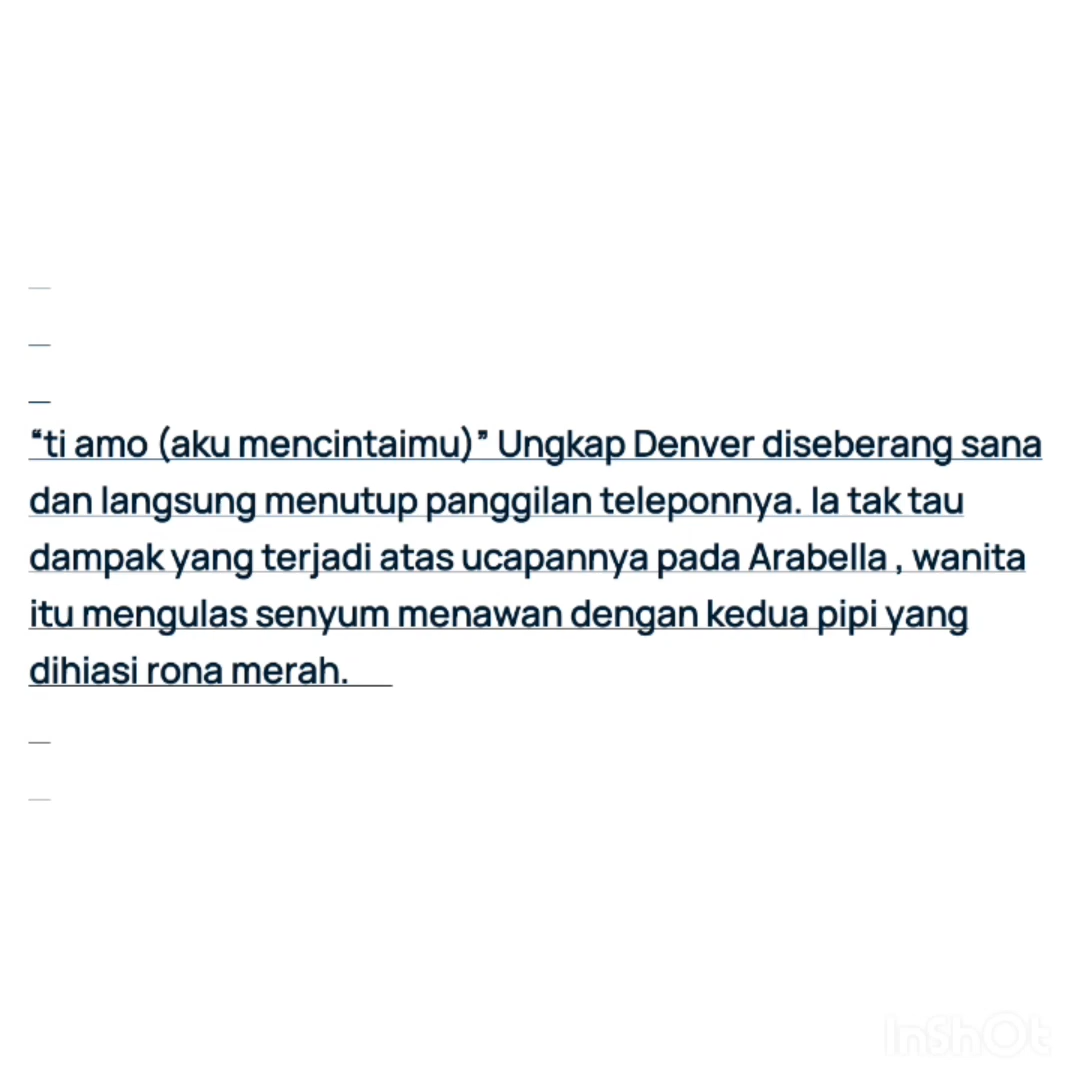 “ti amo (aku mencintaimu)” Ungkap Denver diseberang sana
dan langsung menutup panggilan teleponnya. Ia tak tau
dampak yang terjadi atas ucapannya pada Arabella , wanita
itu mengulas senyum menawan dengan kedua pipi yang
dihiasi rona merah.
InShOt